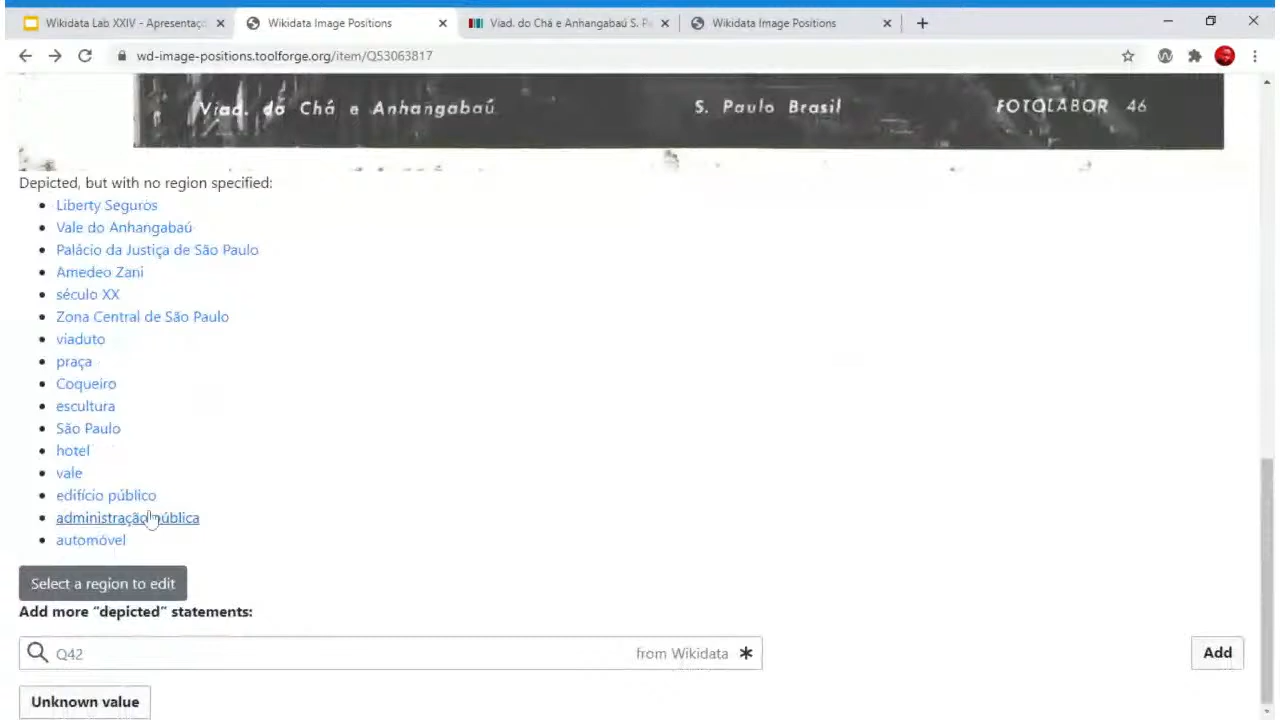 Wikidata Lab XXIV - Apresentaç
Wikidata Image Positions
Viad. do Chá e Anhangabaú S. P
Wikidata Image Positions
wd-image-positions.toolforge.org/item/Q53063817
Viad. do Chá e Anhangabaú S. Paulo Brasil FOTOLABOR 46
Depicted, but with no region specified:
Liberty Seguros
Vale do Anhangabaú
Palácio da Justiça de São Paulo
Amedeo Zani
século XX
Zona Central de São Paulo
viaduto
praça
Coqueiro
escultura
São Paulo
hotel
vale
edifício público
administração pública
automóvel
Select a region to edit
Add more “depicted” statements:
Q42 from Wikidata
Add
Unknown value